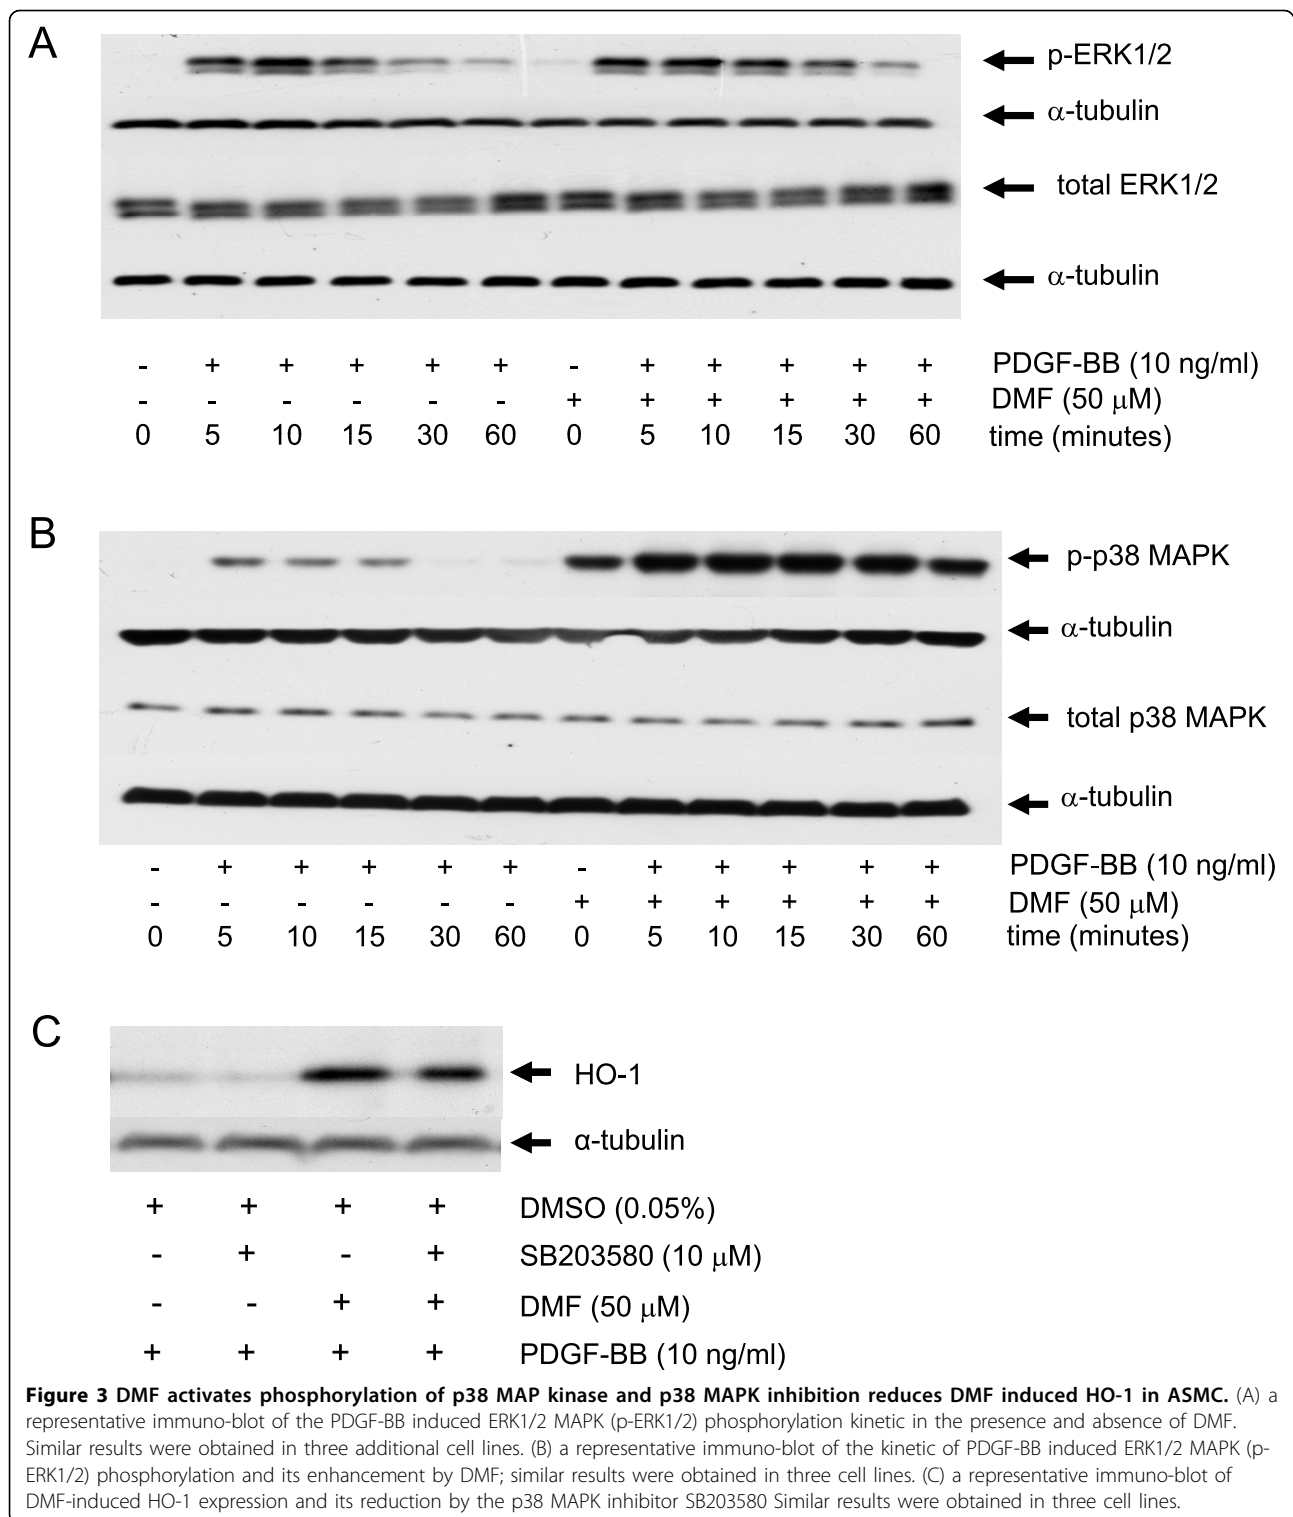 A
p-ERK1/2
α-tubulin
total ERK1/2
α-tubulin
- + + + + + - + + + + + PDGF-BB (10 ng/ml)
- - - - - - + + + + + + DMF (50 μM)
0 5 10 15 30 60 0 5 10 15 30 60 time (minutes)
B
p-p38 MAPK
α-tubulin
total p38 MAPK
α-tubulin
- + + + + + - + + + + + PDGF-BB (10 ng/ml)
- - - - - - + + + + + + DMF (50 μM)
0 5 10 15 30 60 0 5 10 15 30 60 time (minutes)
C
HO-1
α-tubulin
+ + + + DMSO (0.05%)
- + - + SB203580 (10 μM)
- - + + DMF (50 μM)
+ + + + PDGF-BB (10 ng/ml)
Figure 3 DMF activates phosphorylation of p38 MAP kinase and p38 MAPK inhibition reduces DMF induced HO-1 in ASMC. (A) a
representative immuno-blot of the PDGF-BB induced ERK1/2 MAPK (p-ERK1/2) phosphorylation kinetic in the presence and absence of DMF.
Similar results were obtained in three additional cell lines. (B) a representative immuno-blot of the kinetic of PDGF-BB induced ERK1/2 MAPK (p-
ERK1/2) phosphorylation and its enhancement by DMF; similar results were obtained in three cell lines. (C) a representative immuno-blot of
DMF-induced HO-1 expression and its reduction by the p38 MAPK inhibitor SB203580 Similar results were obtained in three cell lines.